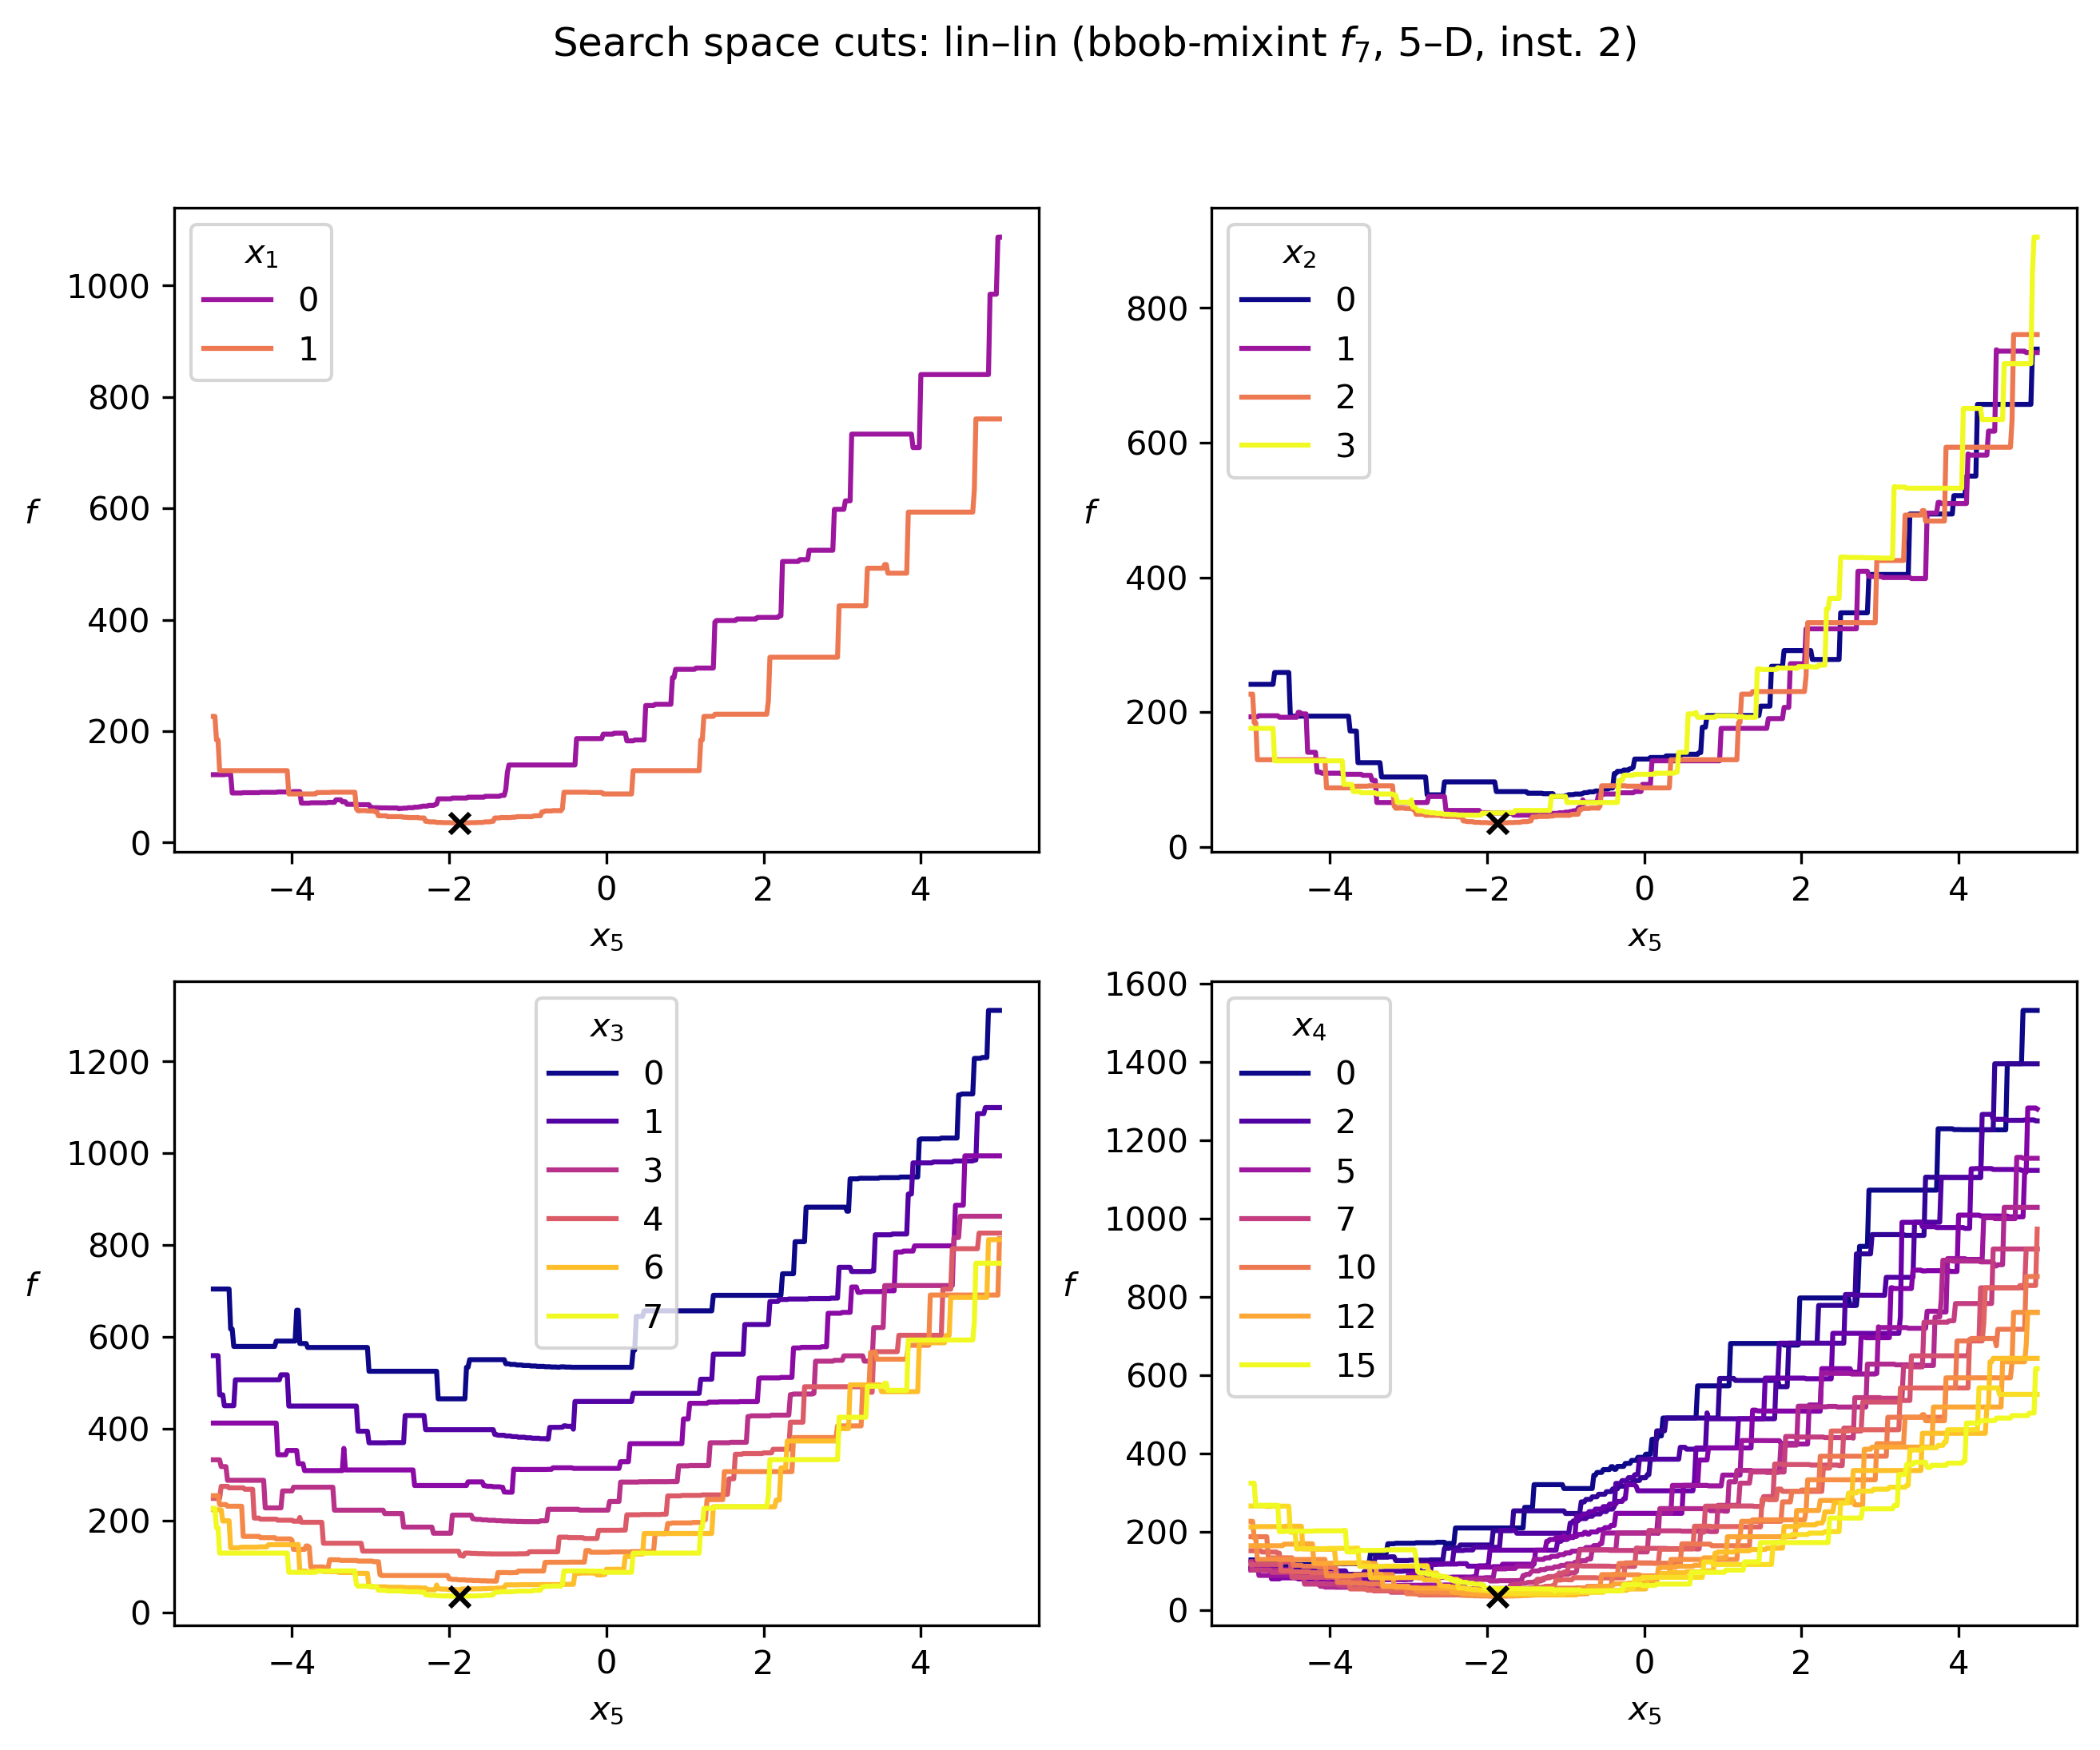 Search space cuts: lin–lin (bbob-mixint f₇, 5–D, inst. 2)
x₁
0
1
1000
800
600
400
200
0
f
−4 −2 0 2 4
x₅
x₂
0
1
2
3
800
600
400
200
0
f
−4 −2 0 2 4
x₅
x₃
0
1
3
4
6
7
1200
1000
800
600
400
200
0
f
−4 −2 0 2 4
x₅
x₄
0
2
5
7
10
12
15
1600
1400
1200
1000
800
600
400
200
0
f
−4 −2 0 2 4
x₅